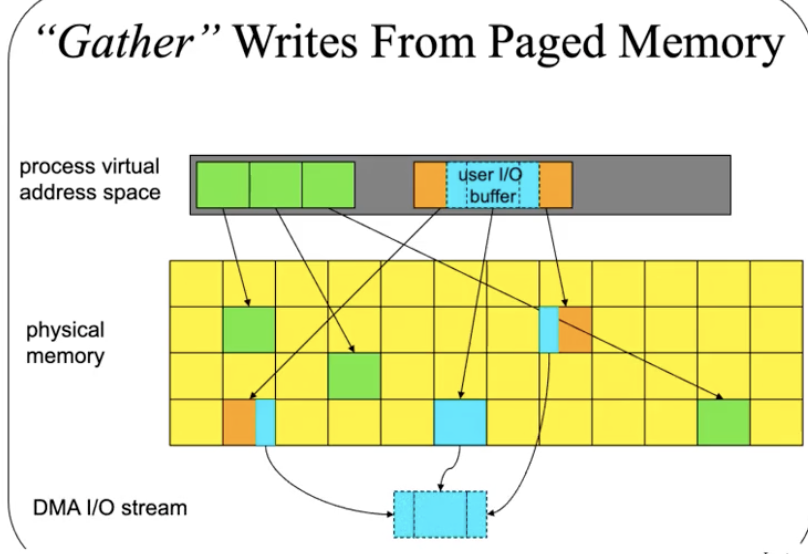 “Gather” Writes From Paged Memory
process virtual
address space
user I/O
buffer
physical
memory
DMA I/O stream